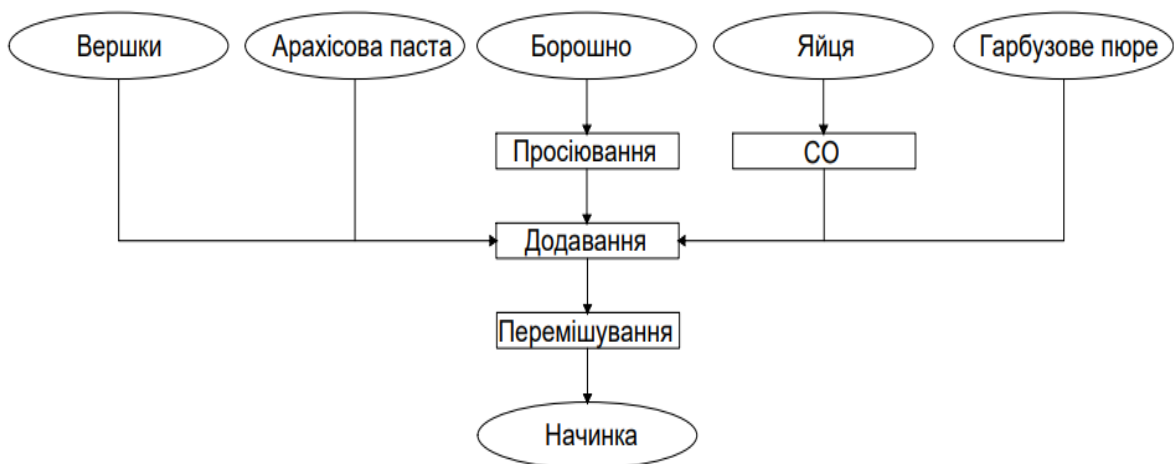 Вершки
Арахісова паста
Борошно
Яйця
Гарбузове пюре
Просіювання
СО
Додавання
Перемішування
Начинка